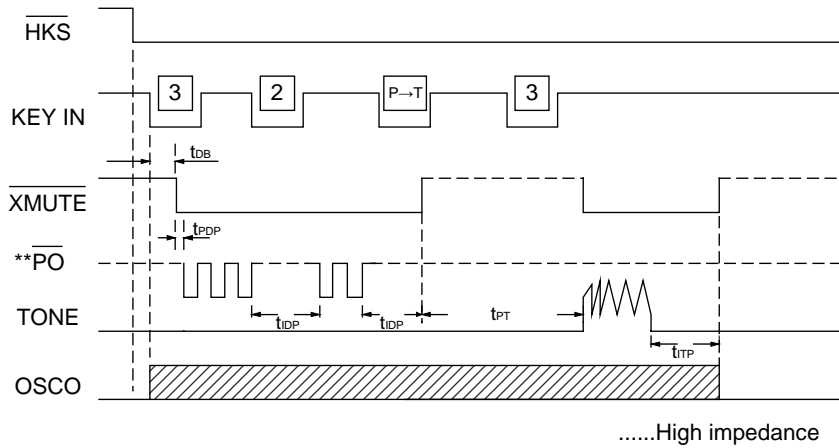 HKS
3 2 P→T 3
KEY IN
tDB
XMUTE
tPDP
**PO
TONE
tIDP tIDP tPT
tITP
OSCO
......High impedance